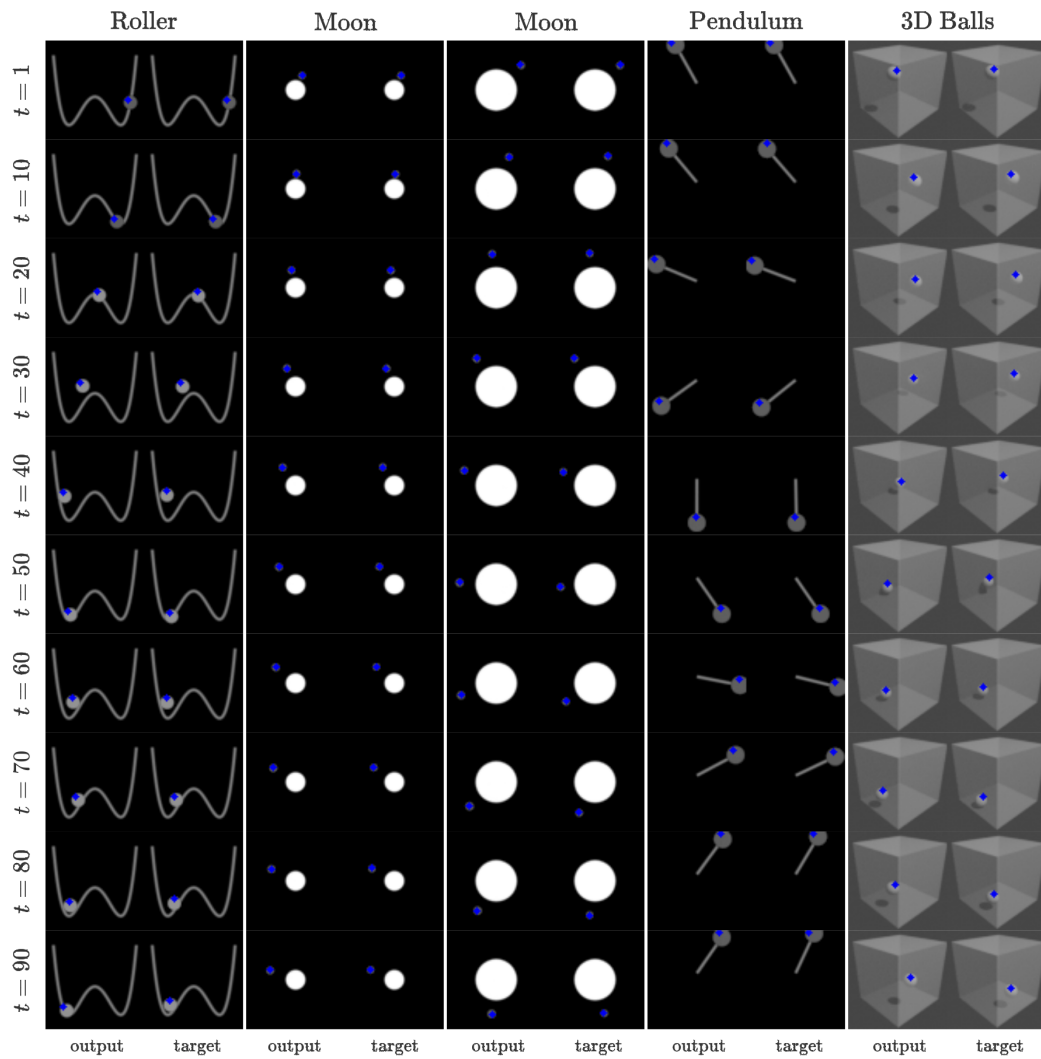 Roller Moon Moon Pendulum 3D Balls
t = 1
t = 10
t = 20
t = 30
t = 40
t = 50
t = 60
t = 70
t = 80
t = 90
output target output target output target output target output target